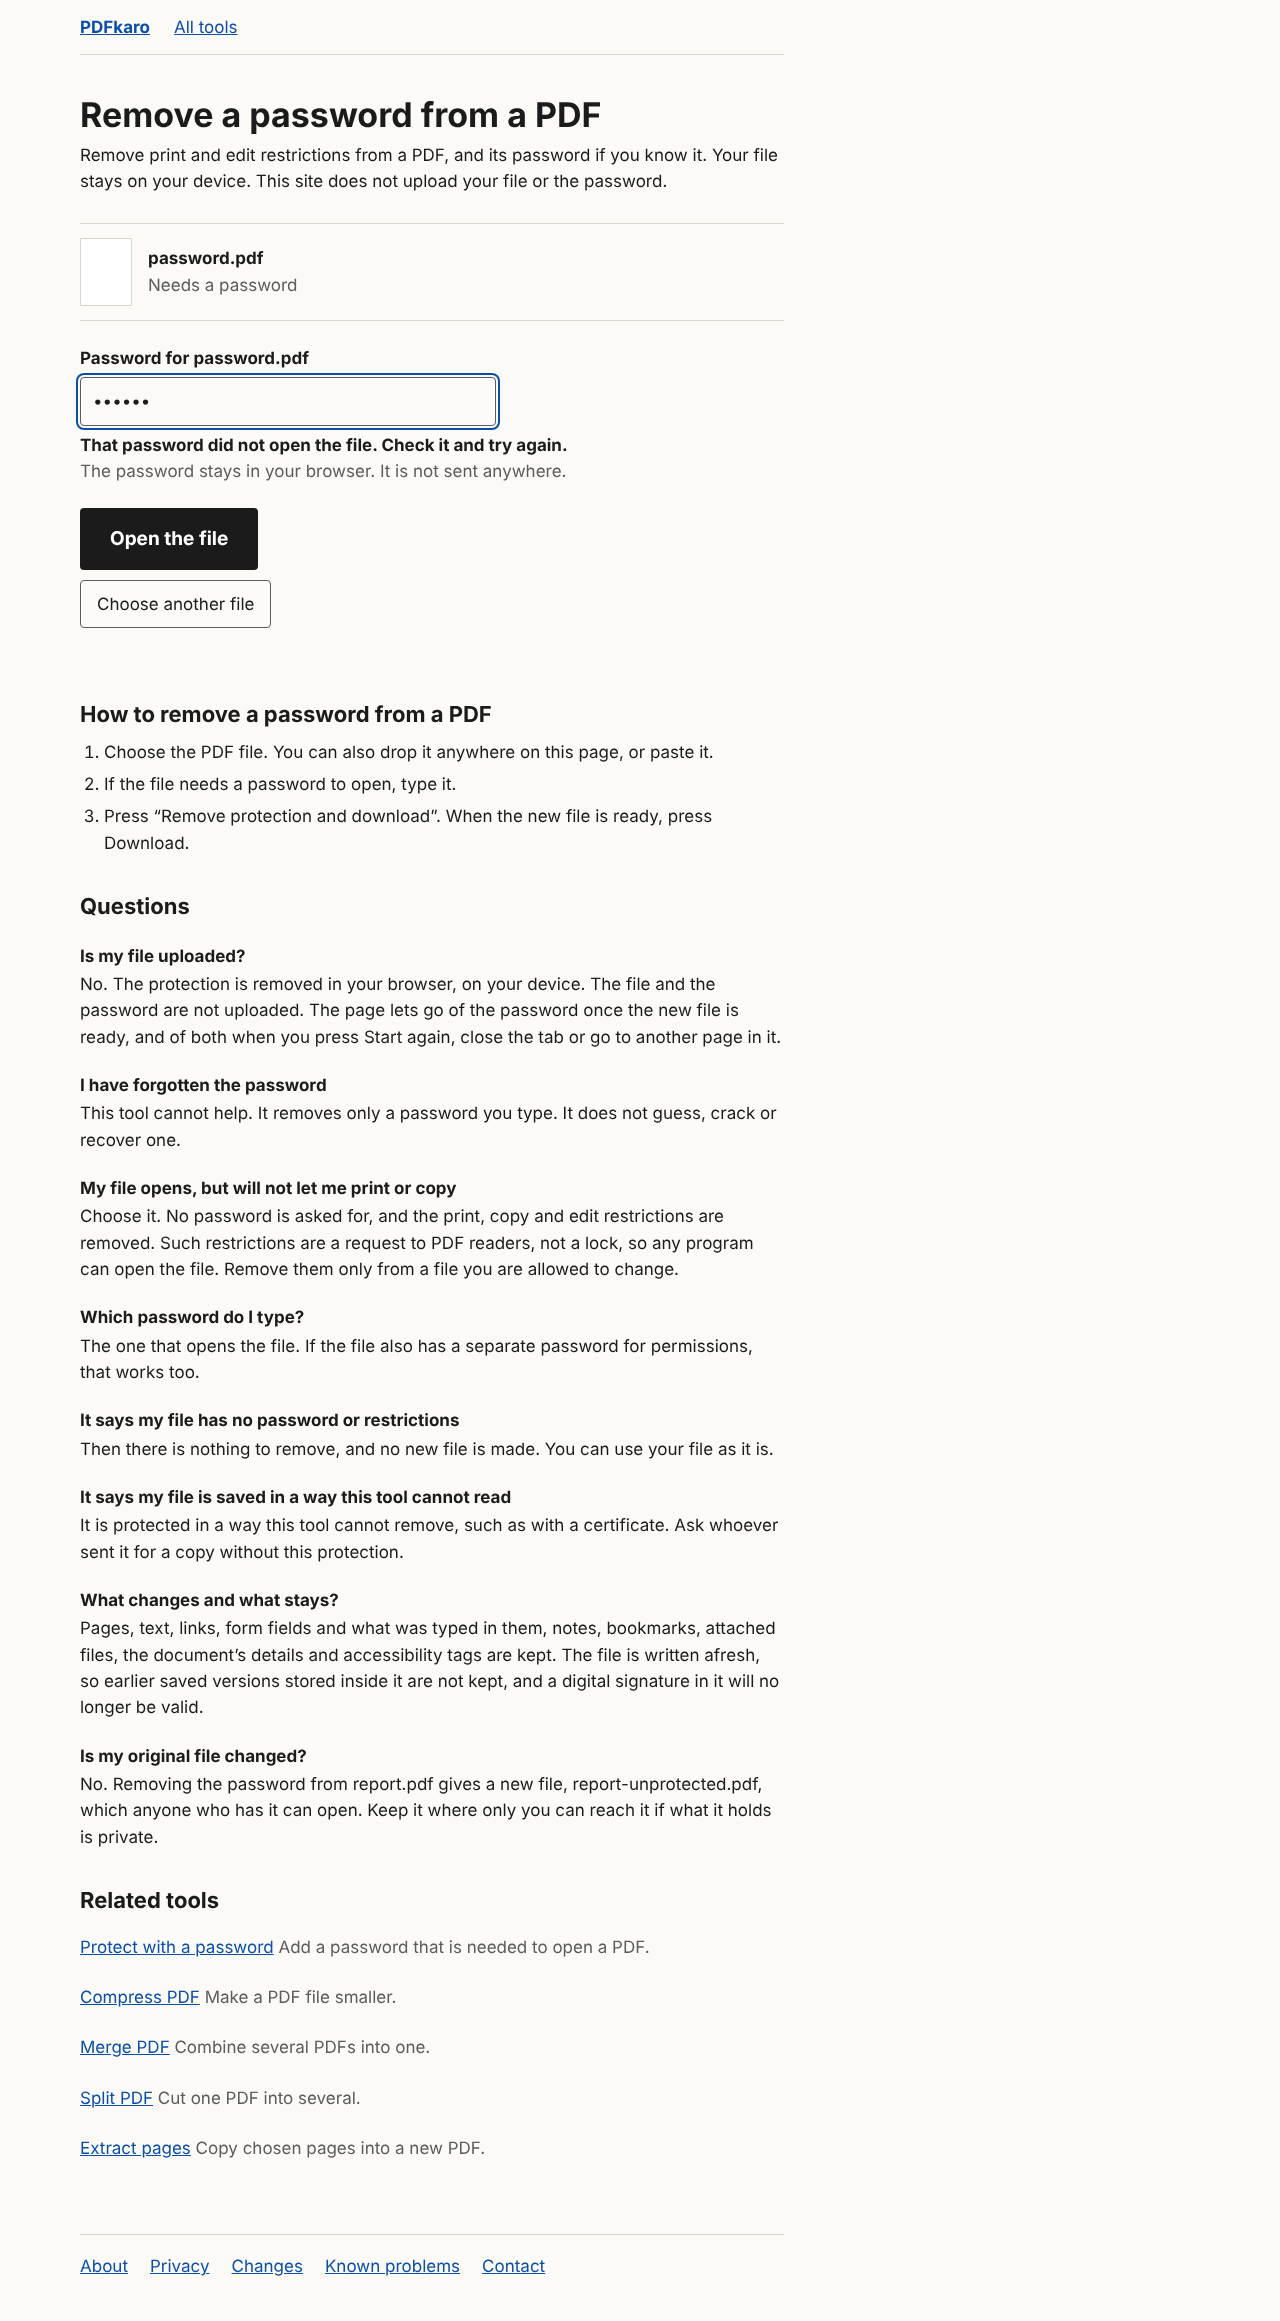 PDFkaro All tools
Remove a password from a PDF
Remove print and edit restrictions from a PDF, and its password if you know it. Your file
stays on your device. This site does not upload your file or the password.
password.pdf
Needs a password
Password for password.pdf
••••••
That password did not open the file. Check it and try again.
The password stays in your browser. It is not sent anywhere.
Open the file
Choose another file
How to remove a password from a PDF
1. Choose the PDF file. You can also drop it anywhere on this page, or paste it.
2. If the file needs a password to open, type it.
3. Press “Remove protection and download”. When the new file is ready, press
Download.
Questions
Is my file uploaded?
No. The protection is removed in your browser, on your device. The file and the
password are not uploaded. The page lets go of the password once the new file is
ready, and of both when you press Start again, close the tab or go to another page in it.
I have forgotten the password
This tool cannot help. It removes only a password you type. It does not guess, crack or
recover one.
My file opens, but will not let me print or copy
Choose it. No password is asked for, and the print, copy and edit restrictions are
removed. Such restrictions are a request to PDF readers, not a lock, so any program
can open the file. Remove them only from a file you are allowed to change.
Which password do I type?
The one that opens the file. If the file also has a separate password for permissions,
that works too.
It says my file has no password or restrictions
Then there is nothing to remove, and no new file is made. You can use your file as it is.
It says my file is saved in a way this tool cannot read
It is protected in a way this tool cannot remove, such as with a certificate. Ask whoever
sent it for a copy without this protection.
What changes and what stays?
Pages, text, links, form fields and what was typed in them, notes, bookmarks, attached
files, the document’s details and accessibility tags are kept. The file is written afresh,
so earlier saved versions stored inside it are not kept, and a digital signature in it will no
longer be valid.
Is my original file changed?
No. Removing the password from report.pdf gives a new file, report-unprotected.pdf,
which anyone who has it can open. Keep it where only you can reach it if what it holds
is private.
Related tools
Protect with a password Add a password that is needed to open a PDF.
Compress PDF Make a PDF file smaller.
Merge PDF Combine several PDFs into one.
Split PDF Cut one PDF into several.
Extract pages Copy chosen pages into a new PDF.
About Privacy Changes Known problems Contact